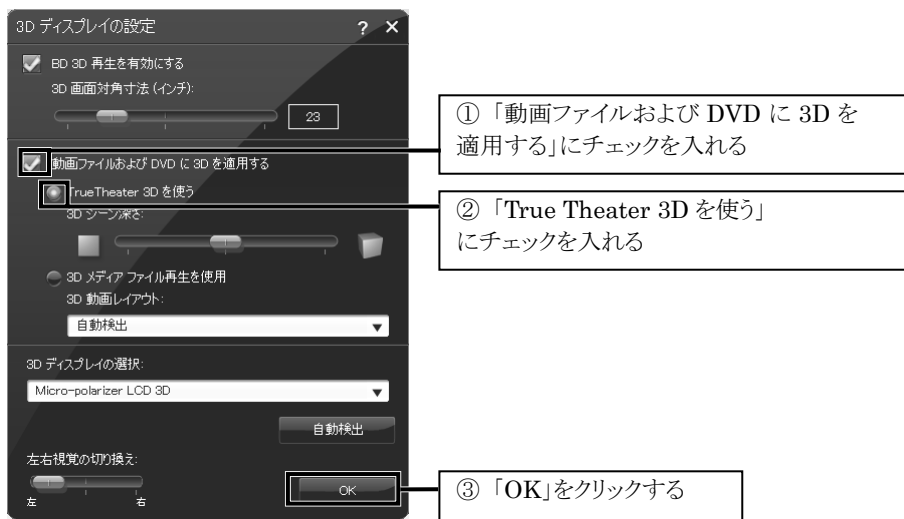 3D ディスプレイの設定
? ×
BD 3D 再生を有効にする
3D 画面対角寸法 (インチ):
23
動画ファイルおよび DVD に 3D を適用する
TrueTheater 3D を使う
3D シーン深さ:
3D メディア ファイル再生を使用
3D 動画レイアウト:
自動検出
3D ディスプレイの選択:
Micro-polarizer LCD 3D
自動検出
左右視覚の切り換え:
左
右
OK
① 「動画ファイルおよび DVD に 3D を
適用する」にチェックを入れる
② 「True Theater 3D を使う」
にチェックを入れる
③ 「OK」をクリックする